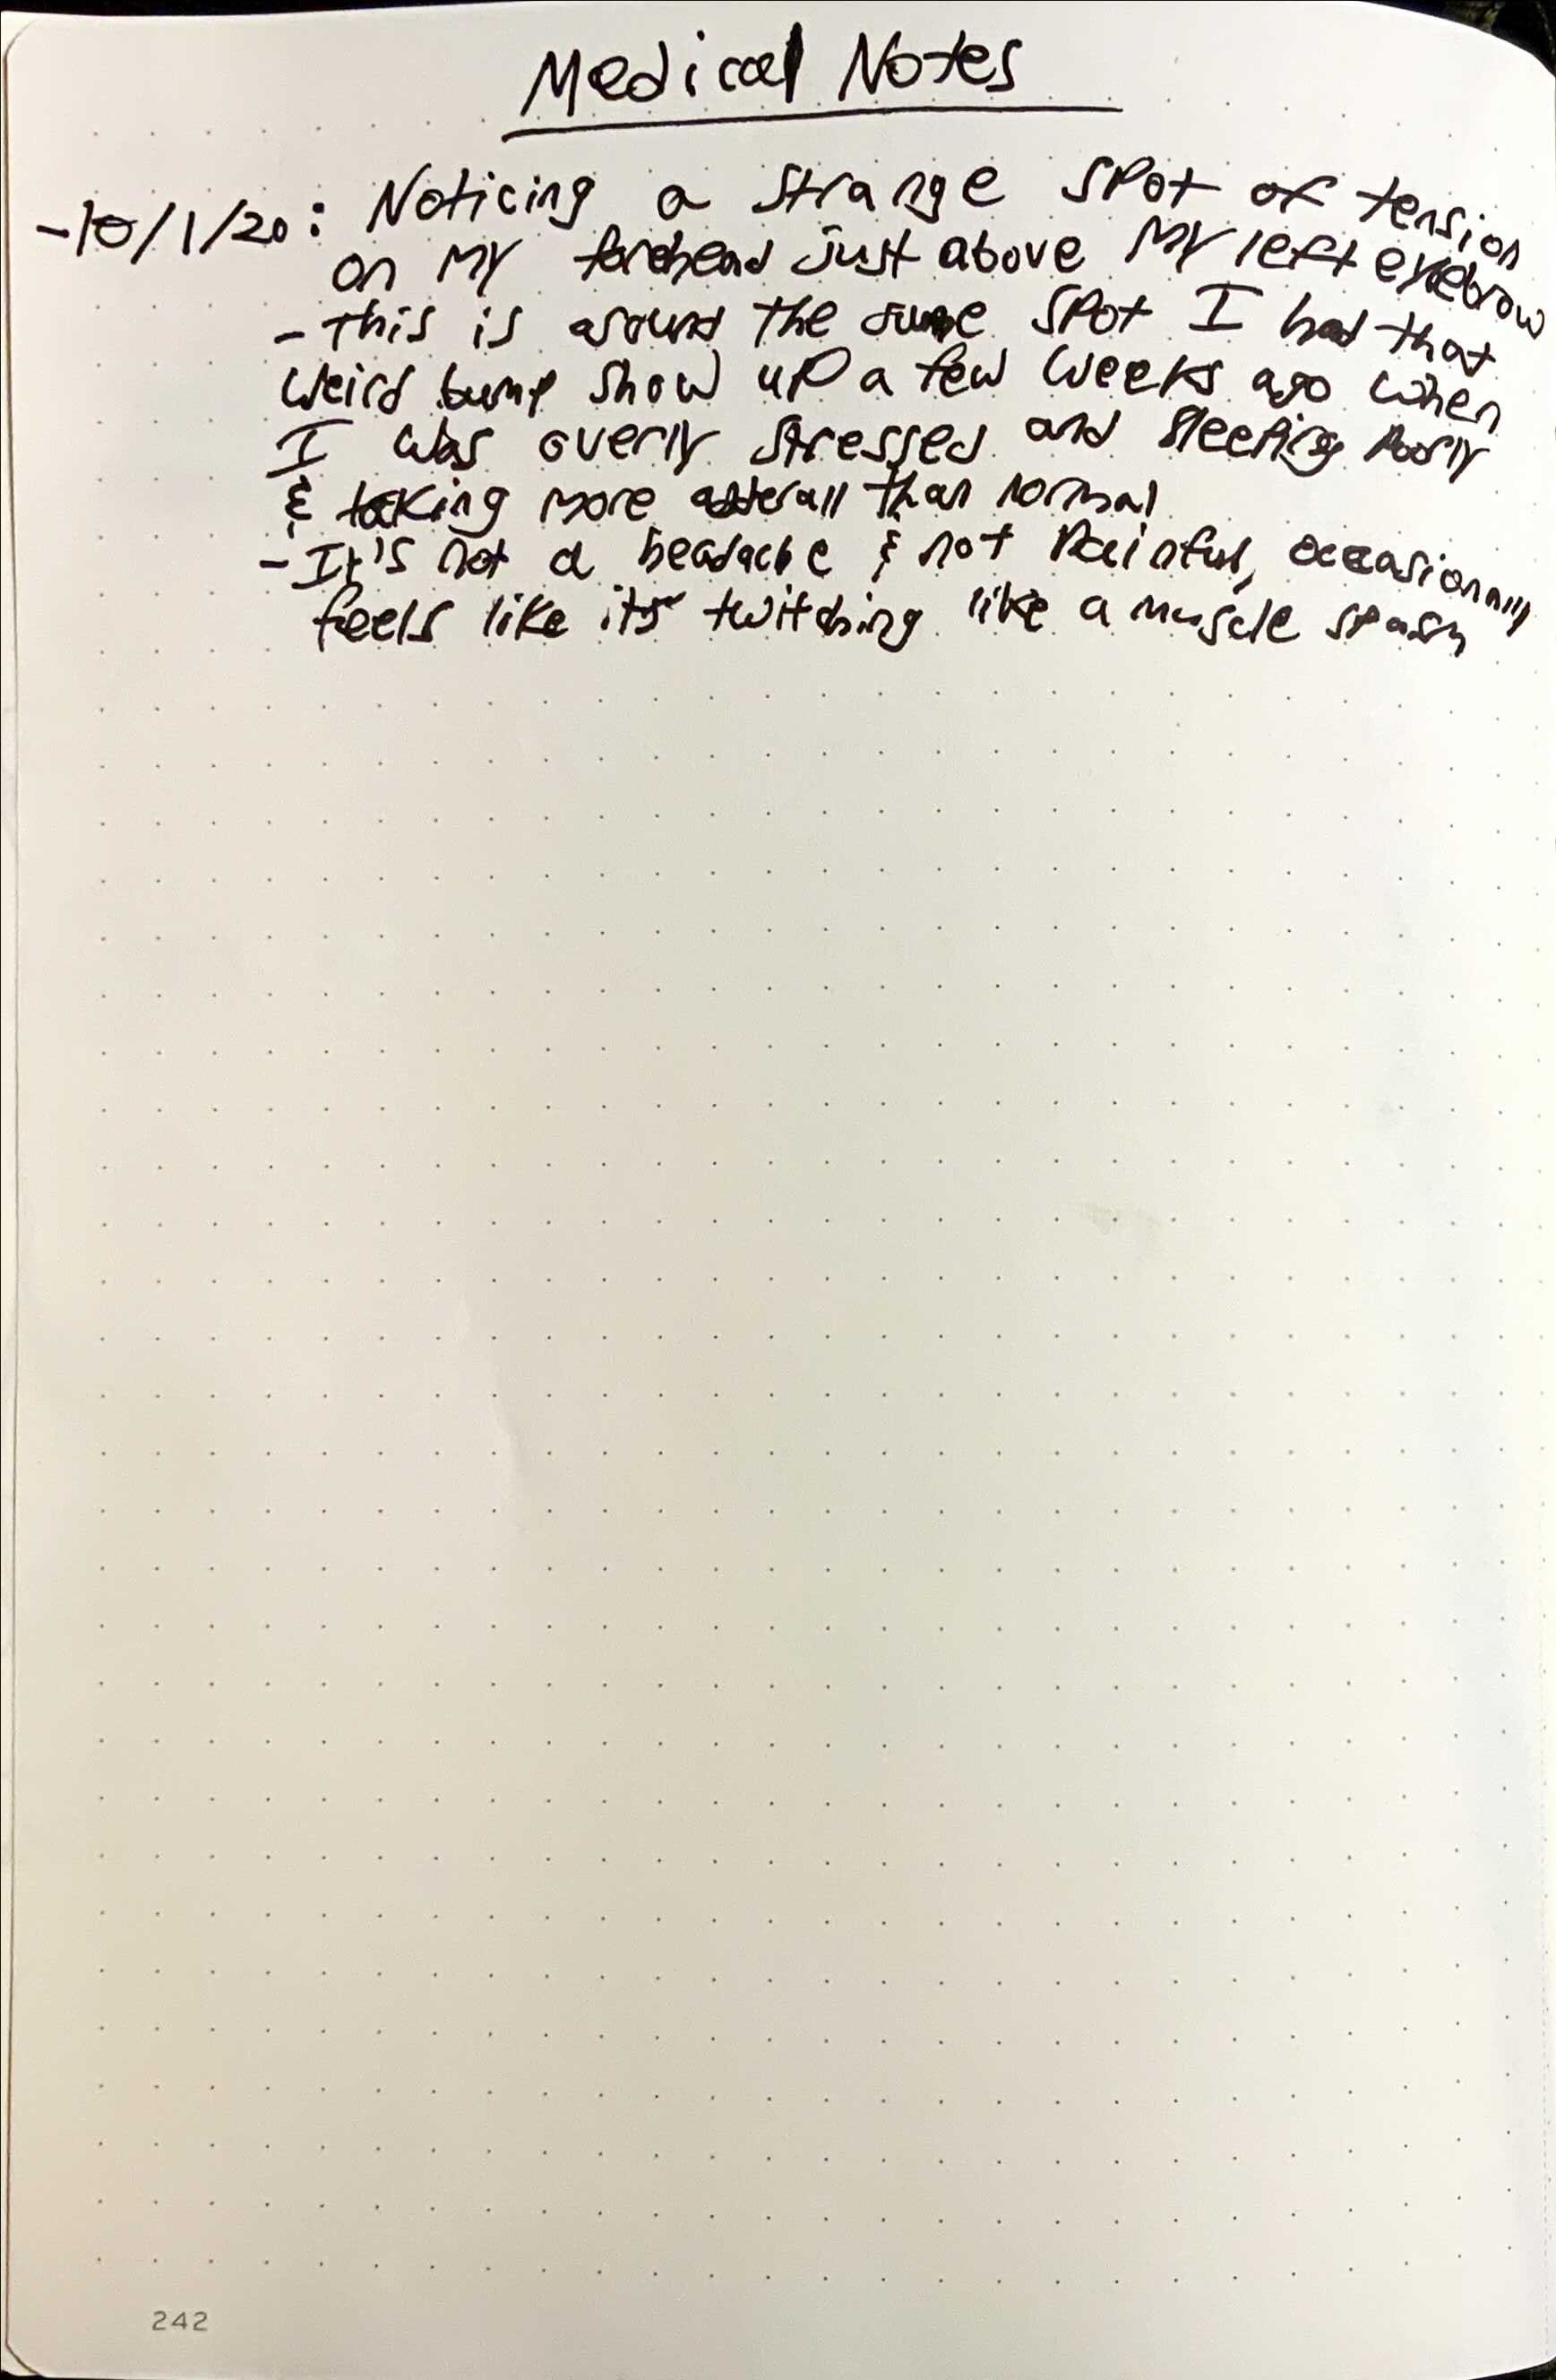 Medical Notes
-10/1/20: Noticing a strange spot of tension
on my forehead just above my left eyebrow
- This is around the same spot I had that
weird bump show up a few weeks ago when
I was overly stressed and sleeping poorly
& taking more adderall than normal
- It's not a headache & not painful, occasionally
feels like its twitching like a muscle spasm
242